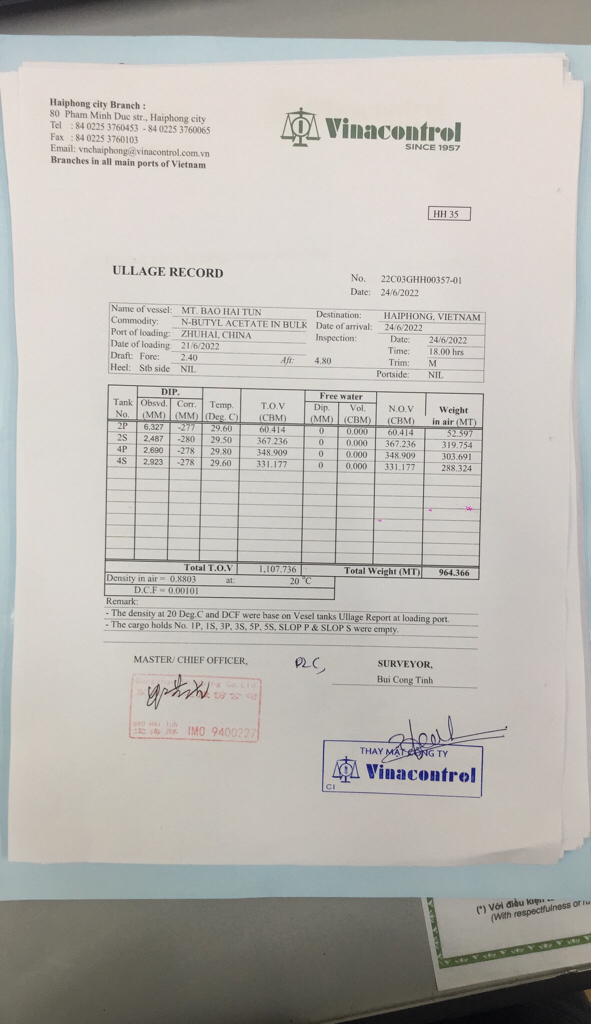 Haiphong city Branch :
80 Pham Minh Duc str., Haiphong city
Tel : 84 0225 3760453 - 84 0225 3760065
Fax : 84 0225 3760103
Email: vnchaiphong@vinacontrol.com.vn
Branches in all main ports of Vietnam
Vinacontrol
SINCE 1957
HH 35
ULLAGE RECORD
No. 22C03GHH00357-01
Date: 24/6/2022
Name of vessel: MT. BAO HAI TUN Destination: HAIPHONG, VIETNAM
Commodity: N-BUTYL ACETATE IN BULK Date of arrival: 24/6/2022
Port of loading: ZHUHAI, CHINA Inspection: Date: 24/6/2022
Date of loading: 21/6/2022 Time: 18.00 hrs
Draft: Fore: 2.40 Aft: 4.80 Trim: M
Heel: Stb side NIL Portside: NIL
Tank No. DIP. Obsvd. (MM) Corr. (MM) Temp. (Deg. C) T.O.V (CBM) Free water Dip. (MM) Vol. (CBM) N.O.V (CBM) Weight in air (MT)
2P 6,327 -277 29.60 60.414 0 0.000 60.414 52.597
2S 2,487 -280 29.50 367.236 0 0.000 367.236 319.754
4P 2,690 -278 29.80 348.909 0 0.000 348.909 303.691
4S 2,923 -278 29.60 331.177 0 0.000 331.177 288.324
Total T.O.V 1,107.736 Total Weight (MT) 964.366
Density in air = 0.8803 at: 20 °C
D.C.F = 0.00101
Remark:
- The density at 20 Deg.C and DCF were base on Vesel tanks Ullage Report at loading port.
- The cargo holds No. 1P, 1S, 3P, 3S, 5P, 5S, SLOP P & SLOP S were empty.
MASTER/ CHIEF OFFICER, SURVEYOR,
Bui Cong Tinh
IMO 9400227
THAY MẶT CÔNG TY
Vinacontrol
C1
(*) Với điều kiện
(With respectfulness or